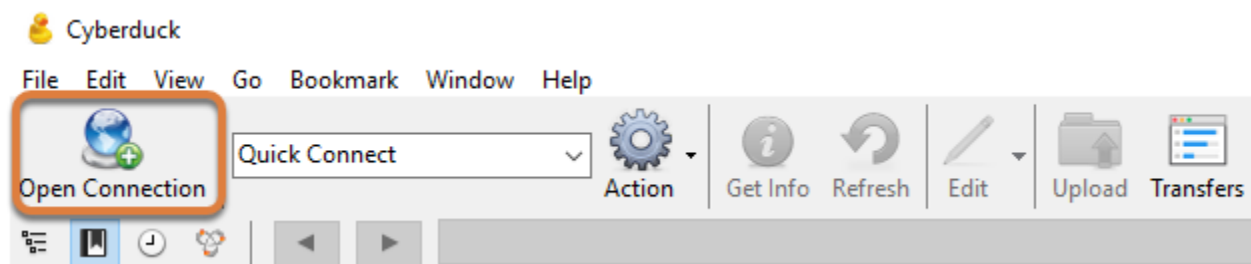 Cyberduck
File Edit View Go Bookmark Window Help
Quick Connect
Open Connection Action Get Info Refresh Edit Upload Transfers